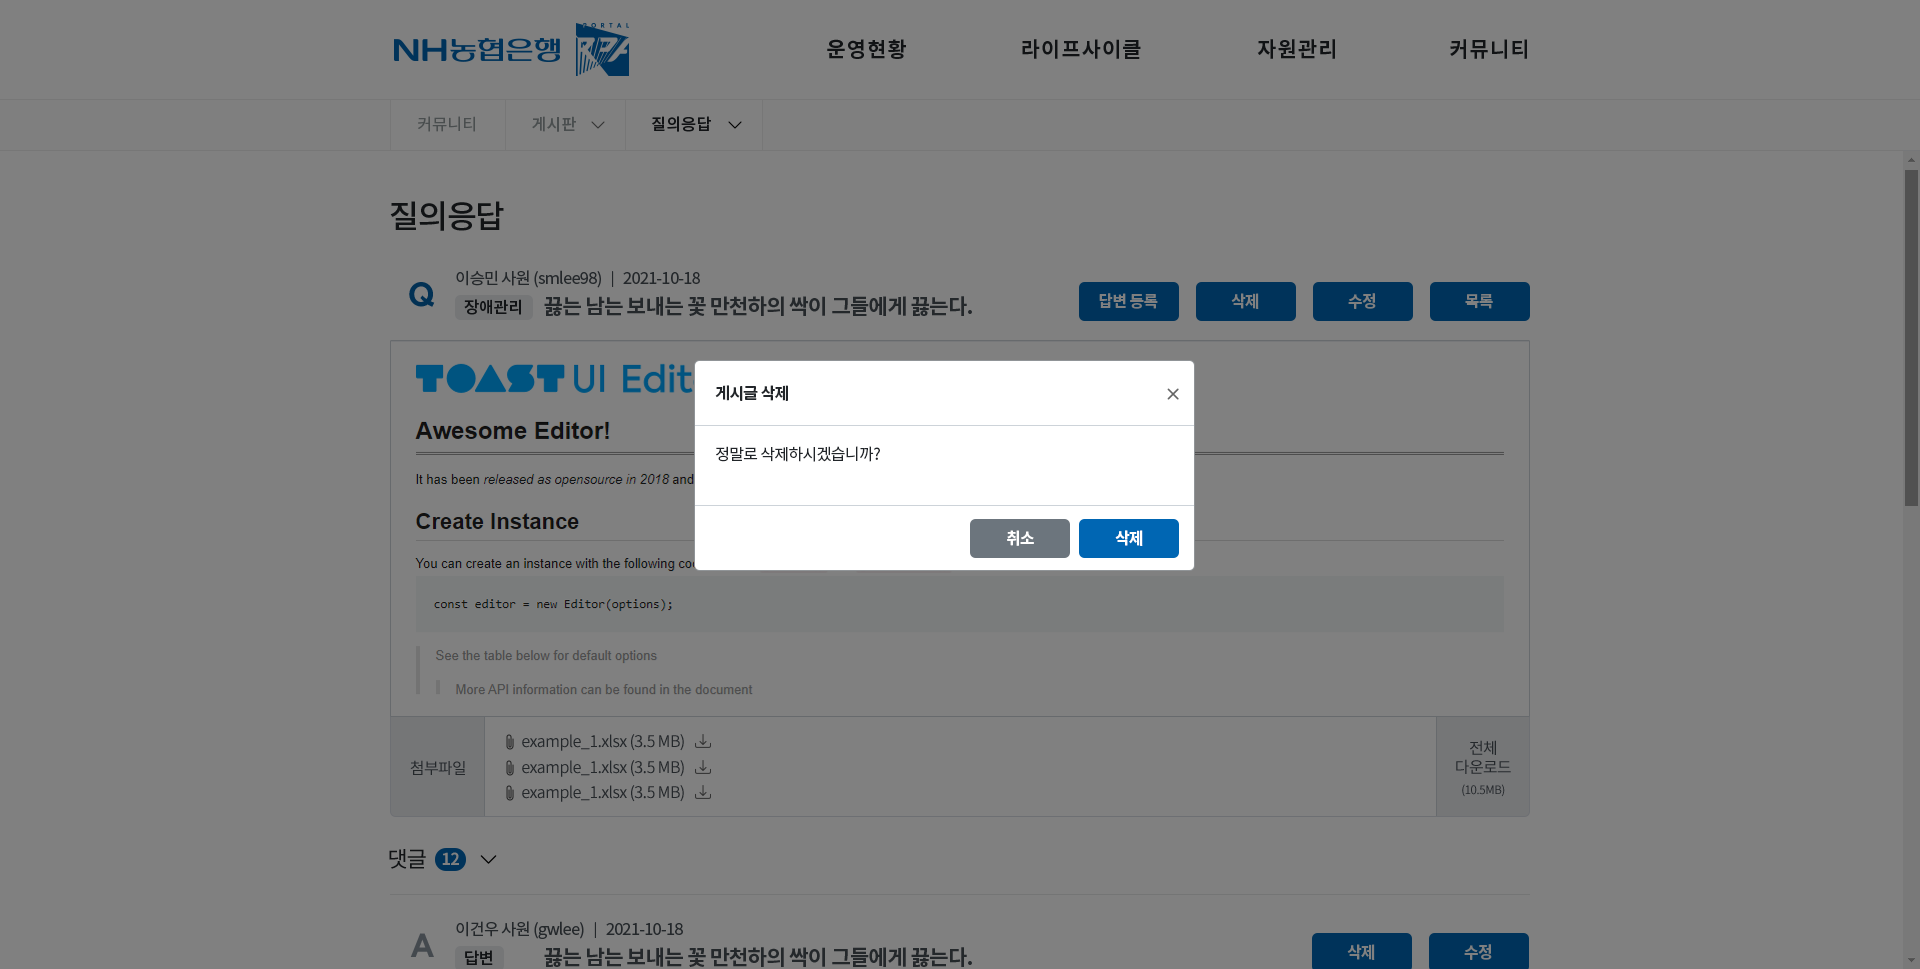 NH농협은행 PORTAL RPA
운영현황 라이프사이클 자원관리 커뮤니티
커뮤니티 게시판 질의응답
질의응답
Q 이승민 사원 (smlee98) | 2021-10-18
장애관리 끓는 남는 보내는 꽃 만천하의 싹이 그들에게 끓는다.
답변 등록 삭제 수정 목록
TOAST UI Edit
게시글 삭제 ×
정말로 삭제하시겠습니까?
취소 삭제
Awesome Editor!
It has been released as opensource in 2018 and
Create Instance
You can create an instance with the following
const editor = new Editor(options);
See the table below for default options
More API information can be found in the document
첨부파일
example_1.xlsx (3.5 MB)
example_1.xlsx (3.5 MB)
example_1.xlsx (3.5 MB)
전체
다운로드
(10.5MB)
댓글 12
A 이건우 사원 (gwlee) | 2021-10-18
답변 끓는 남는 보내는 꽃 만천하의 싹이 그들에게 끓는다.
삭제 수정